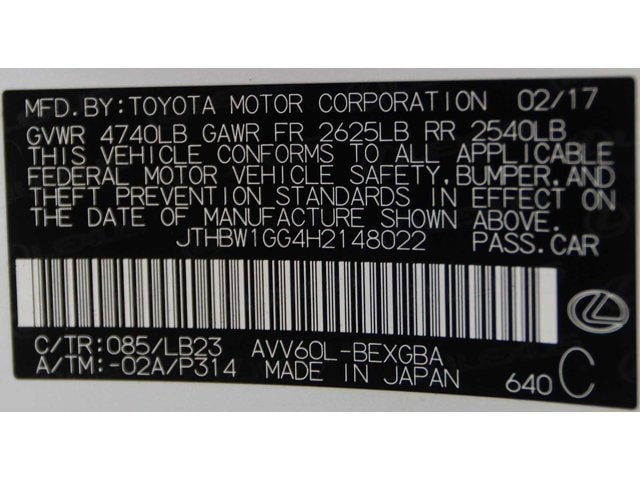 MFD.BY:TOYOTA MOTOR CORPORATION 02/17
GVWR 4740LB GAWR FR 2625LB RR 2540LB
THIS VEHICLE CONFORMS TO ALL APPLICABLE
FEDERAL MOTOR VEHICLE SAFETY,BUMPER,AND
THEFT PREVENTION STANDARDS IN EFFECT ON
THE DATE OF MANUFACTURE SHOWN ABOVE.
JTHBW1GG4H2148022 PASS.CAR
C/TR:085/LB23 AVV60L-BEXGBA
A/TM:-02A/P314 MADE IN JAPAN 640 C